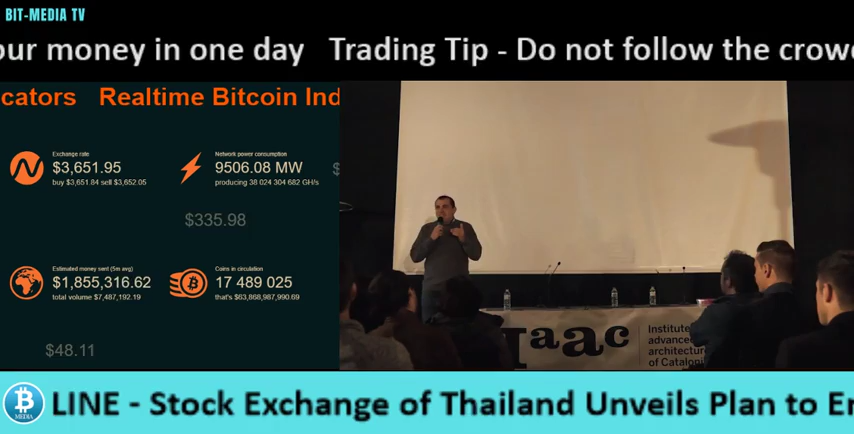 BIT-MEDIA TV
our money in one day Trading Tip - Do not follow the crow
cators Realtime Bitcoin Ind
Exchange rate
$3,651.95
buy $3,651.84 sell $3,652.05
Network power consumption
9506.08 MW
producing 38 024 304 682 GH/s
$
$335.98
Estimated money sent (5m avg)
$1,855,316.62
total volume $7,487,192.19
Coins in circulation
17 489 025
that's $63,868,987,990.69
$48.11
Iaac
Institute
advanced
architecture
of Cataloni
B
MEDIA
LINE - Stock Exchange of Thailand Unveils Plan to En